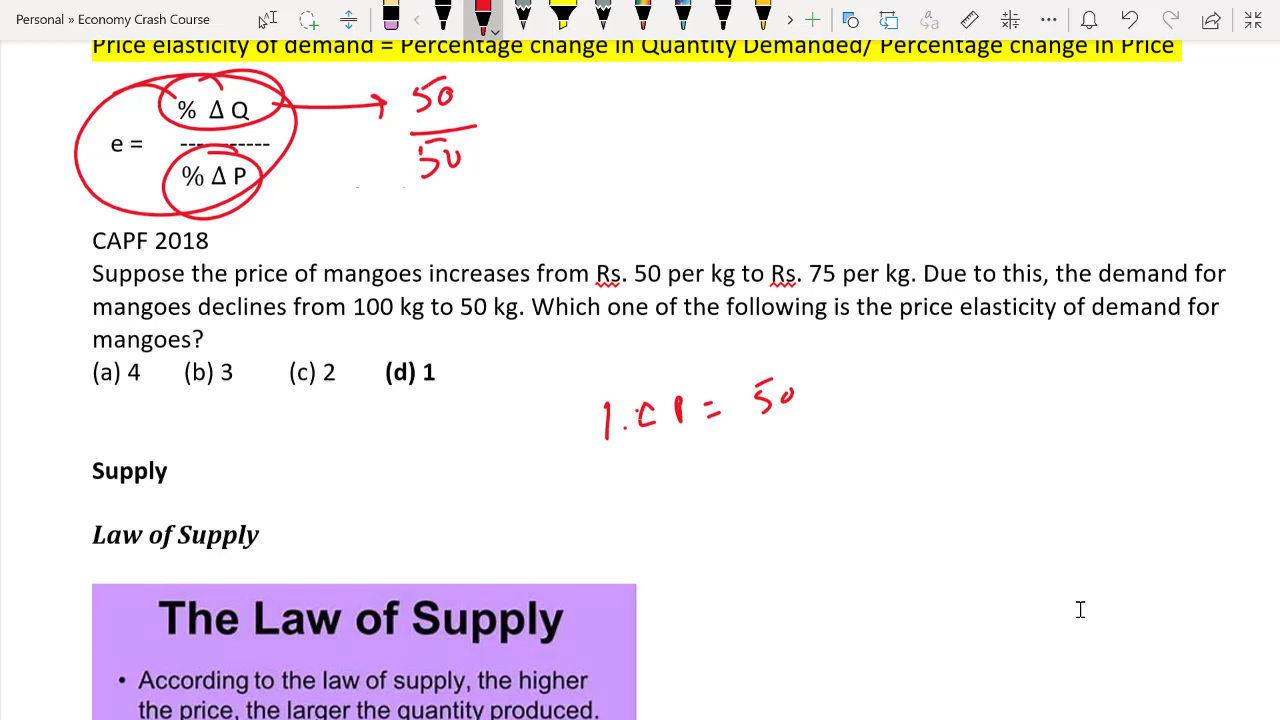 Personal » Economy Crash Course
Price elasticity of demand = Percentage change in Quantity Demanded/ Percentage change in Price
% Δ Q
e = -----------
% Δ P
50
50
CAPF 2018
Suppose the price of mangoes increases from Rs. 50 per kg to Rs. 75 per kg. Due to this, the demand for
mangoes declines from 100 kg to 50 kg. Which one of the following is the price elasticity of demand for
mangoes?
(a) 4 (b) 3 (c) 2 (d) 1
= 50
Supply
Law of Supply
The Law of Supply
• According to the law of supply, the higher
the price, the larger the quantity produced.